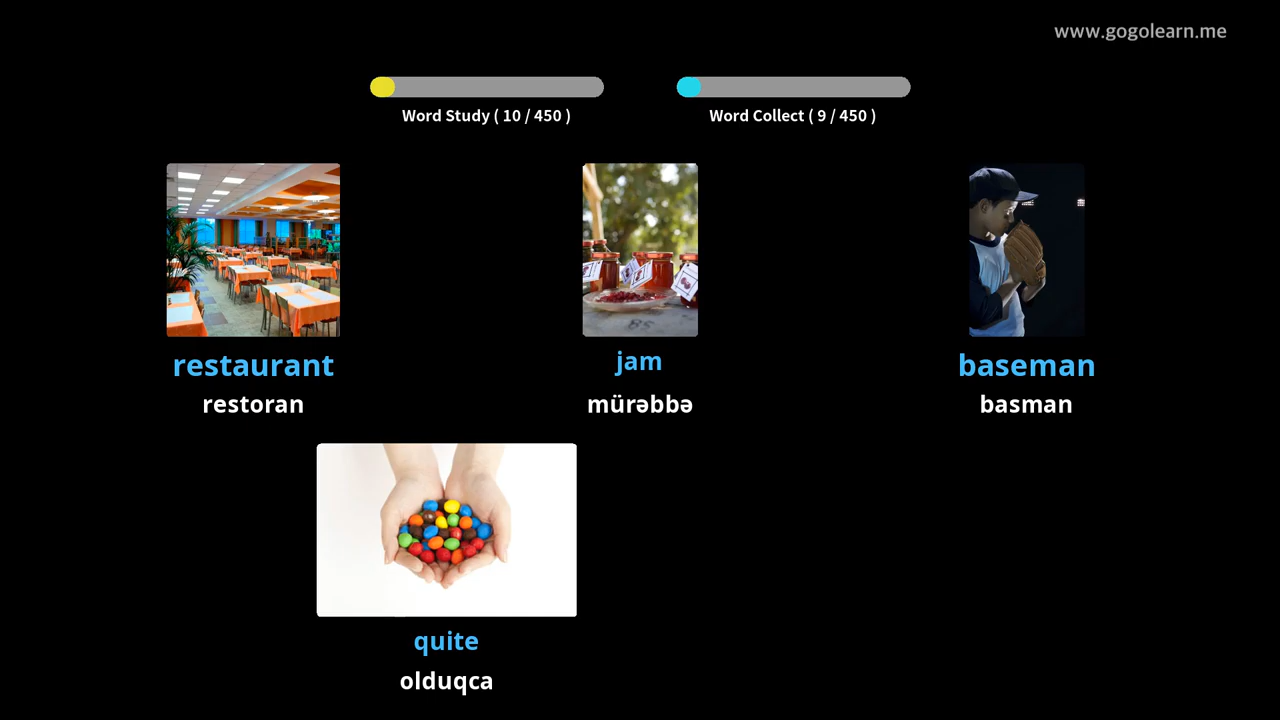 www.gogolearn.me
Word Study ( 10 / 450 )
Word Collect ( 9 / 450 )
restaurant
restoran
jam
mürəbbə
baseman
basman
quite
olduqca